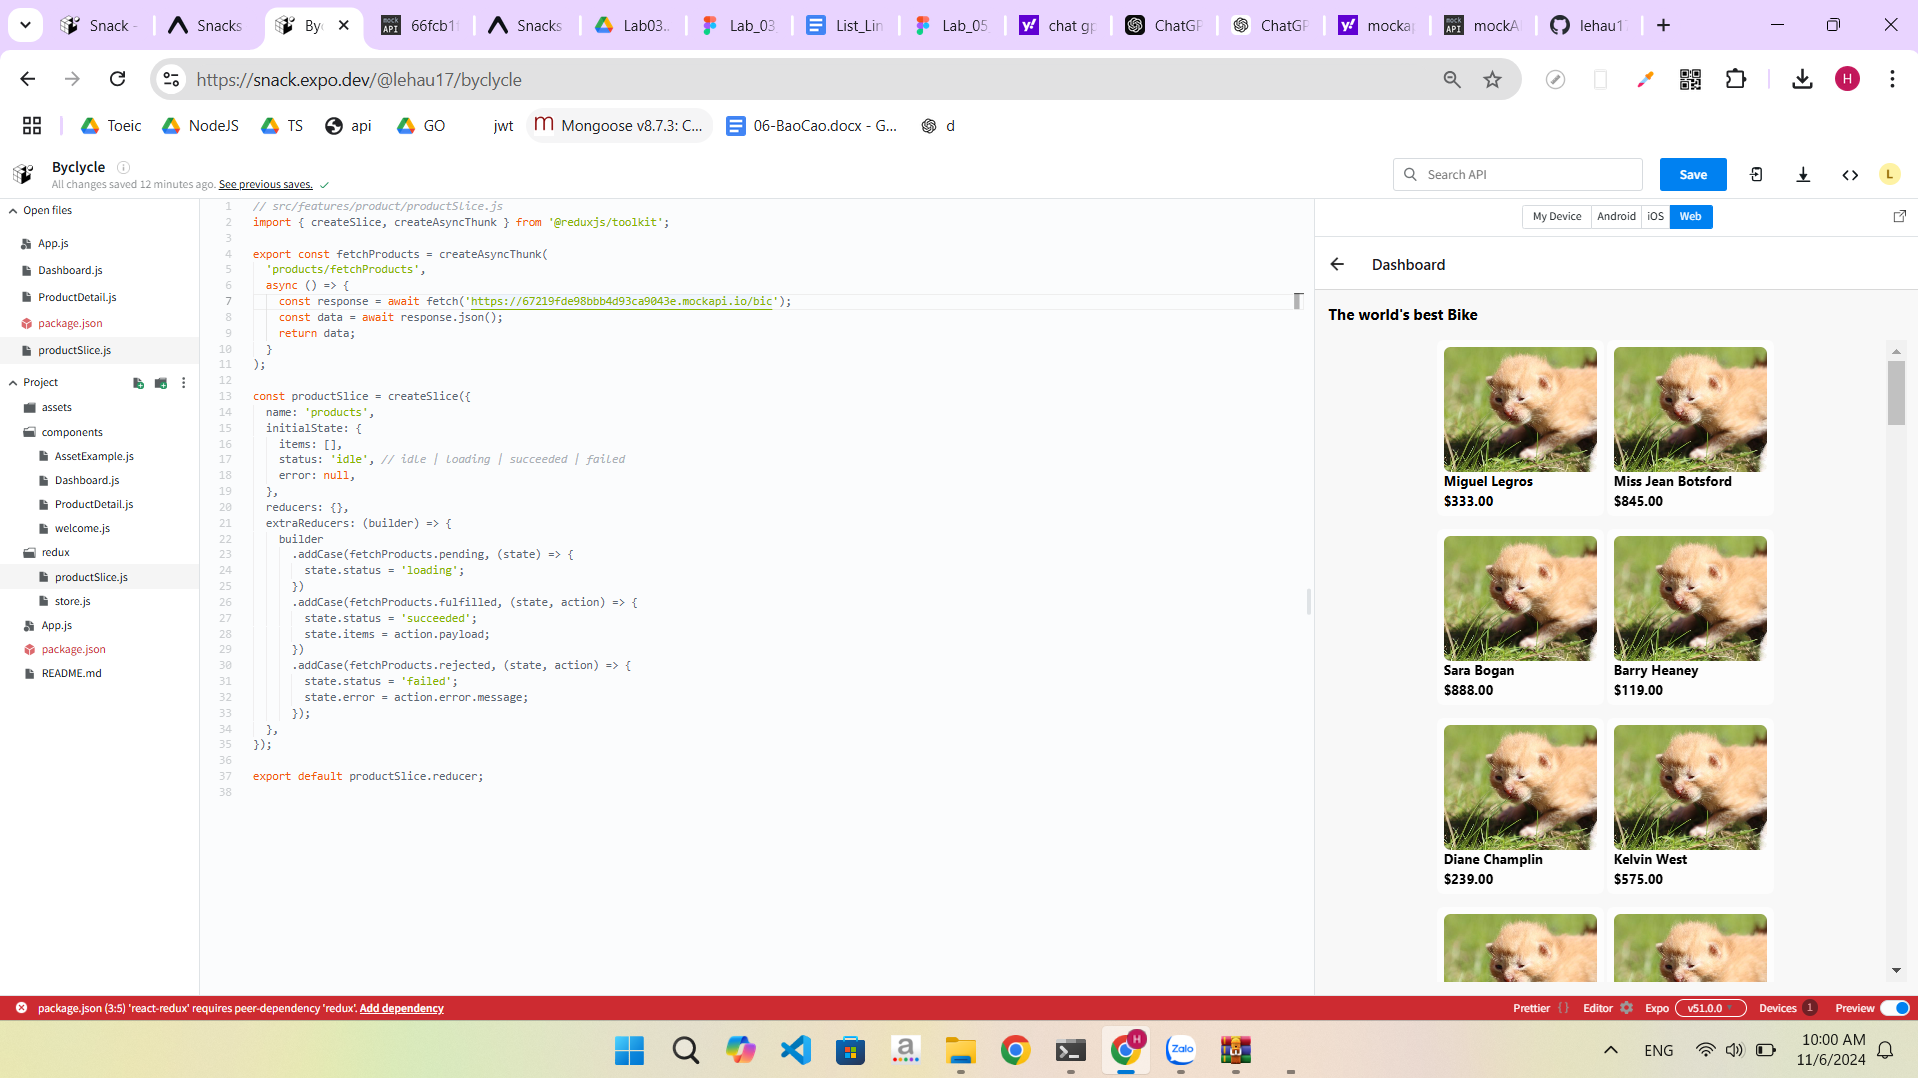 Snack -
Snacks
Byc
66fcb1f
Snacks
Lab03..
Lab_03
List_Lin
Lab_05
chat gp
ChatGP
ChatGP
mockap
mockA
lehau17
https://snack.expo.dev/@lehau17/byclycle
H
Toeic
NodeJS
TS
api
GO
jwt
Mongoose v8.7.3: C...
06-BaoCao.docx - G...
d
Byclycle
All changes saved 12 minutes ago. See previous saves.
Search API
Save
L
Open files
App.js
Dashboard.js
ProductDetail.js
package.json
productSlice.js
Project
assets
components
AssetExample.js
Dashboard.js
ProductDetail.js
welcome.js
redux
productSlice.js
store.js
App.js
package.json
README.md
1 // src/features/product/productSlice.js
2 import { createSlice, createAsyncThunk } from '@reduxjs/toolkit';
3
4 export const fetchProducts = createAsyncThunk(
5 'products/fetchProducts',
6 async () => {
7 const response = await fetch('https://67219fde98bbb4d93ca9043e.mockapi.io/bic');
8 const data = await response.json();
9 return data;
10 }
11 );
12
13 const productSlice = createSlice({
14 name: 'products',
15 initialState: {
16 items: [],
17 status: 'idle', // idle | loading | succeeded | failed
18 error: null,
19 },
20 reducers: {},
21 extraReducers: (builder) => {
22 builder
23 .addCase(fetchProducts.pending, (state) => {
24 state.status = 'loading';
25 })
26 .addCase(fetchProducts.fulfilled, (state, action) => {
27 state.status = 'succeeded';
28 state.items = action.payload;
29 })
30 .addCase(fetchProducts.rejected, (state, action) => {
31 state.status = 'failed';
32 state.error = action.error.message;
33 });
34 },
35 });
36
37 export default productSlice.reducer;
38
My Device
Android
iOS
Web
Dashboard
The world's best Bike
Miguel Legros
$333.00
Miss Jean Botsford
$845.00
Sara Bogan
$888.00
Barry Heaney
$119.00
Diane Champlin
$239.00
Kelvin West
$575.00
package.json (3:5) 'react-redux' requires peer-dependency 'redux'. Add dependency
Prettier { }
Editor
Expo
v51.0.0
Devices 1
Preview
Zalo
ENG
10:00 AM
11/6/2024